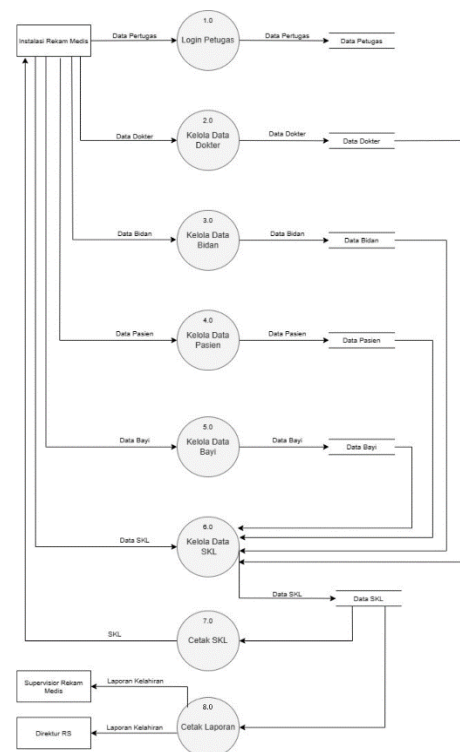 1.0
Instalasi Rekam Medis
Data Pertugas
Login Petugas
Data Pertugas
Data Petugas
2.0
Data Dokter
Kelola Data
Dokter
Data Dokter
Data Dokter
3.0
Data Bidan
Kelola Data
Bidan
Data Bidan
Data Bidan
4.0
Data Pasien
Kelola Data
Pasien
Data Pasien
Data Pasien
5.0
Data Bayi
Kelola Data
Bayi
Data Bayi
Data Bayi
6.0
Data SKL
Kelola Data
SKL
Data SKL
Data SKL
7.0
SKL
Cetak SKL
Supervisior Rekam
Medis
Laporan Kelahiran
8.0
Cetak Laporan
Direktur RS
Laporan Kelahiran